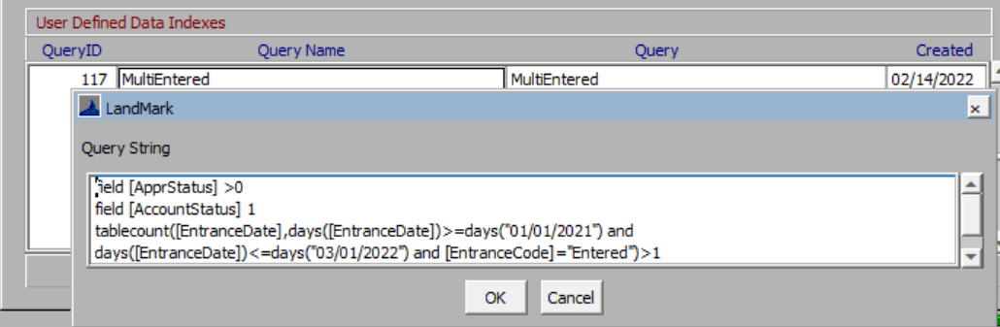 User Defined Data Indexes
QueryID Query Name Query Created
117 MultiEntered MultiEntered 02/14/2022
LandMark
Query String
field [ApprStatus] >0
field [AccountStatus] 1
tablecount([EntranceDate],days([EntranceDate])>=days("01/01/2021") and
days([EntranceDate])<=days("03/01/2022") and [EntranceCode]="Entered")>1
OK Cancel